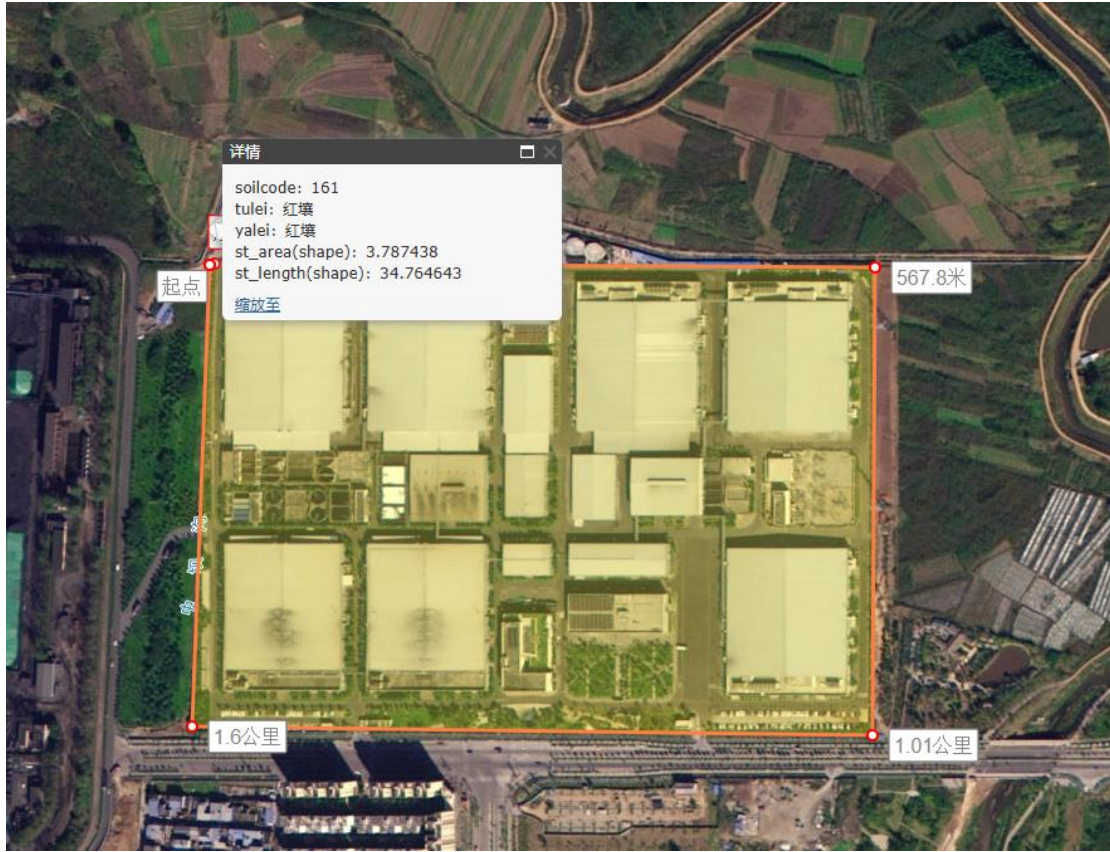 详情
soilcode: 161
tulei: 红壤
yalei: 红壤
st_area(shape): 3.787438
st_length(shape): 34.764643
缩放至
起点
567.8米
1.6公里
1.01公里